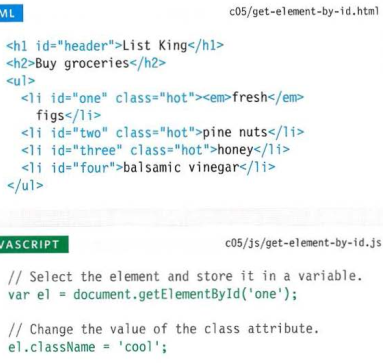 ML c05/get-element-by-id.html
<h1 id="header">List King</h1>
<h2>Buy groceries</h2>
<ul>
<li id="one" class="hot"><em>fresh</em>
figs</li>
<li id="two" class="hot">pine nuts</li>
<li id="three" class="hot">honey</li>
<li id="four">balsamic vinegar</li>
</ul>
VASCRIPT c05/js/get-element-by-id.js
// Select the element and store it in a variable.
var el = document.getElementById('one');
// Change the value of the class attribute.
el.className = 'cool';